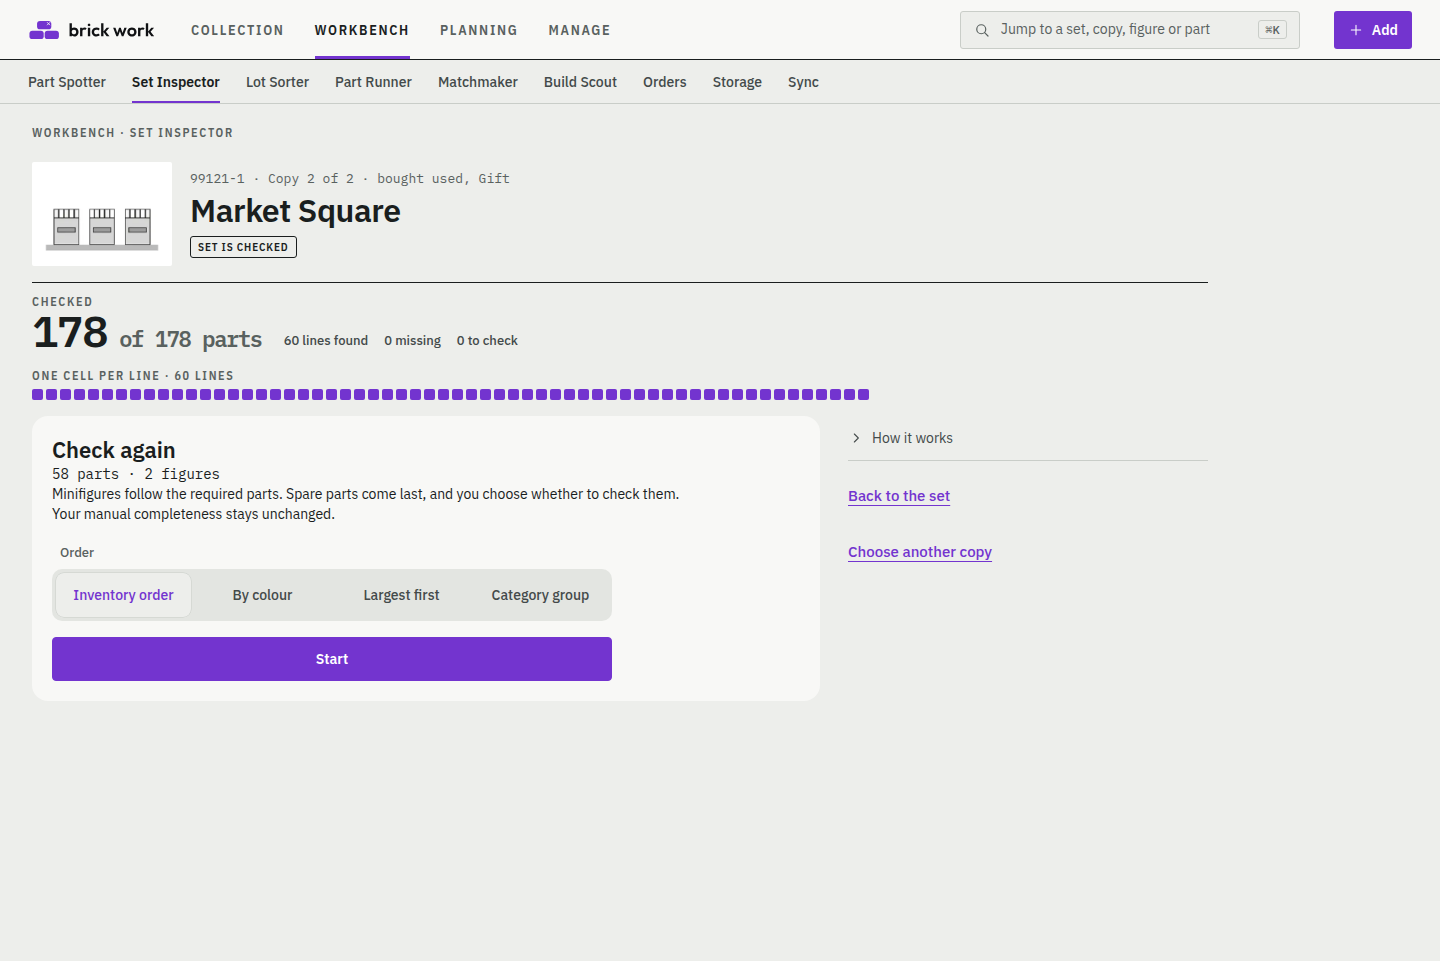 brick work
COLLECTION
WORKBENCH
PLANNING
MANAGE
Jump to a set, copy, figure or part
⌘K
Add
Part Spotter
Set Inspector
Lot Sorter
Part Runner
Matchmaker
Build Scout
Orders
Storage
Sync
WORKBENCH · SET INSPECTOR
99121-1 · Copy 2 of 2 · bought used, Gift
Market Square
SET IS CHECKED
CHECKED
178 of 178 parts
60 lines found
0 missing
0 to check
ONE CELL PER LINE · 60 LINES
Check again
58 parts · 2 figures
Minifigures follow the required parts. Spare parts come last, and you choose whether to check them.
Your manual completeness stays unchanged.
Order
Inventory order
By colour
Largest first
Category group
Start
How it works
Back to the set
Choose another copy